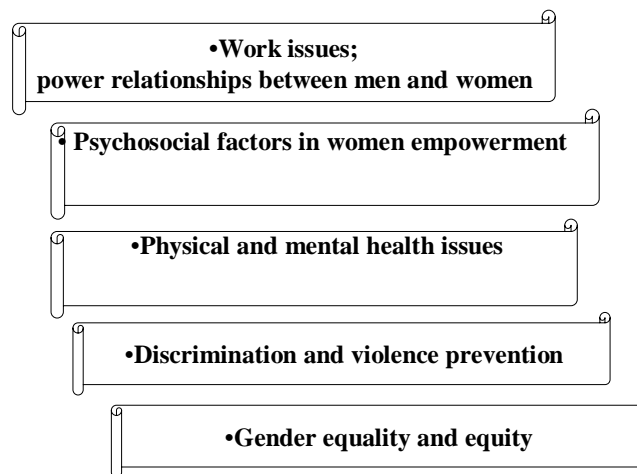 •Work issues;
power relationships between men and women
• Psychosocial factors in women empowerment
•Physical and mental health issues
•Discrimination and violence prevention
•Gender equality and equity